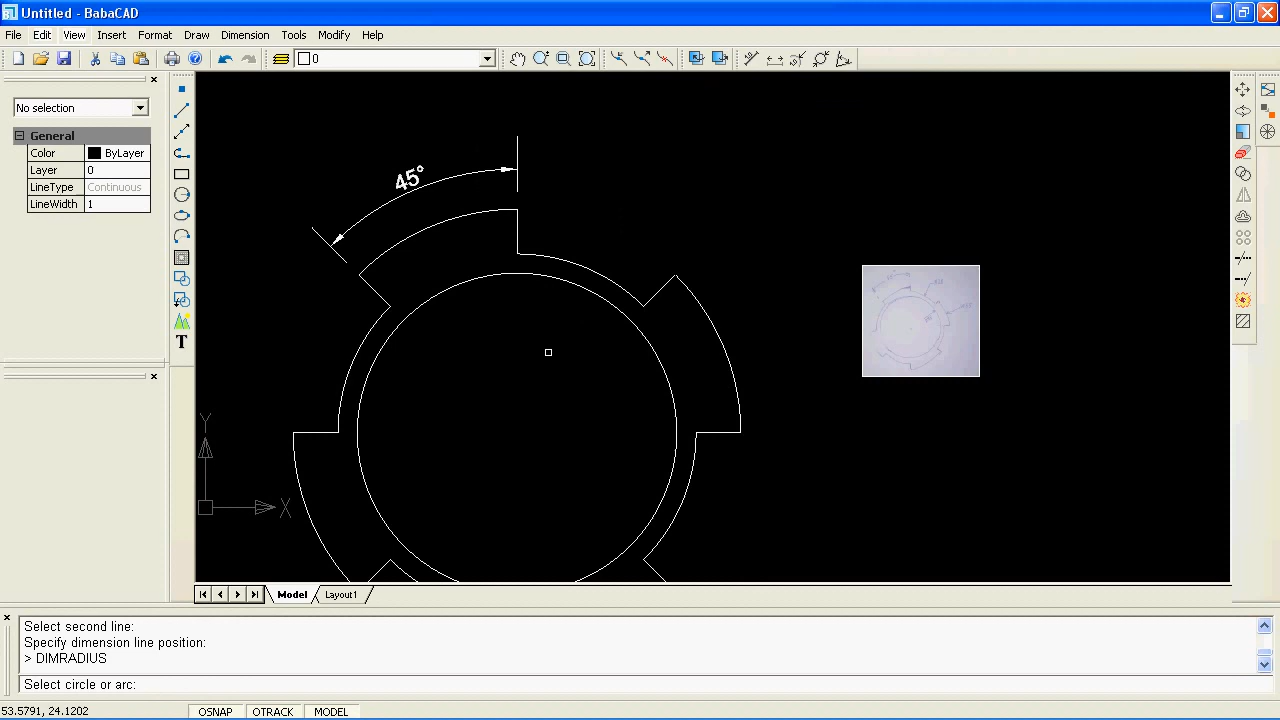 Untitled - BabaCAD
File Edit View Insert Format Draw Dimension Tools Modify Help
0
No selection
General
Color ByLayer
Layer 0
LineType Continuous
LineWidth 1
T
45°
Y
X
Model Layout1
Select second line:
Specify dimension line position:
> DIMRADIUS
Select circle or arc:
53.5791, 24.1202 OSNAP OTRACK MODEL